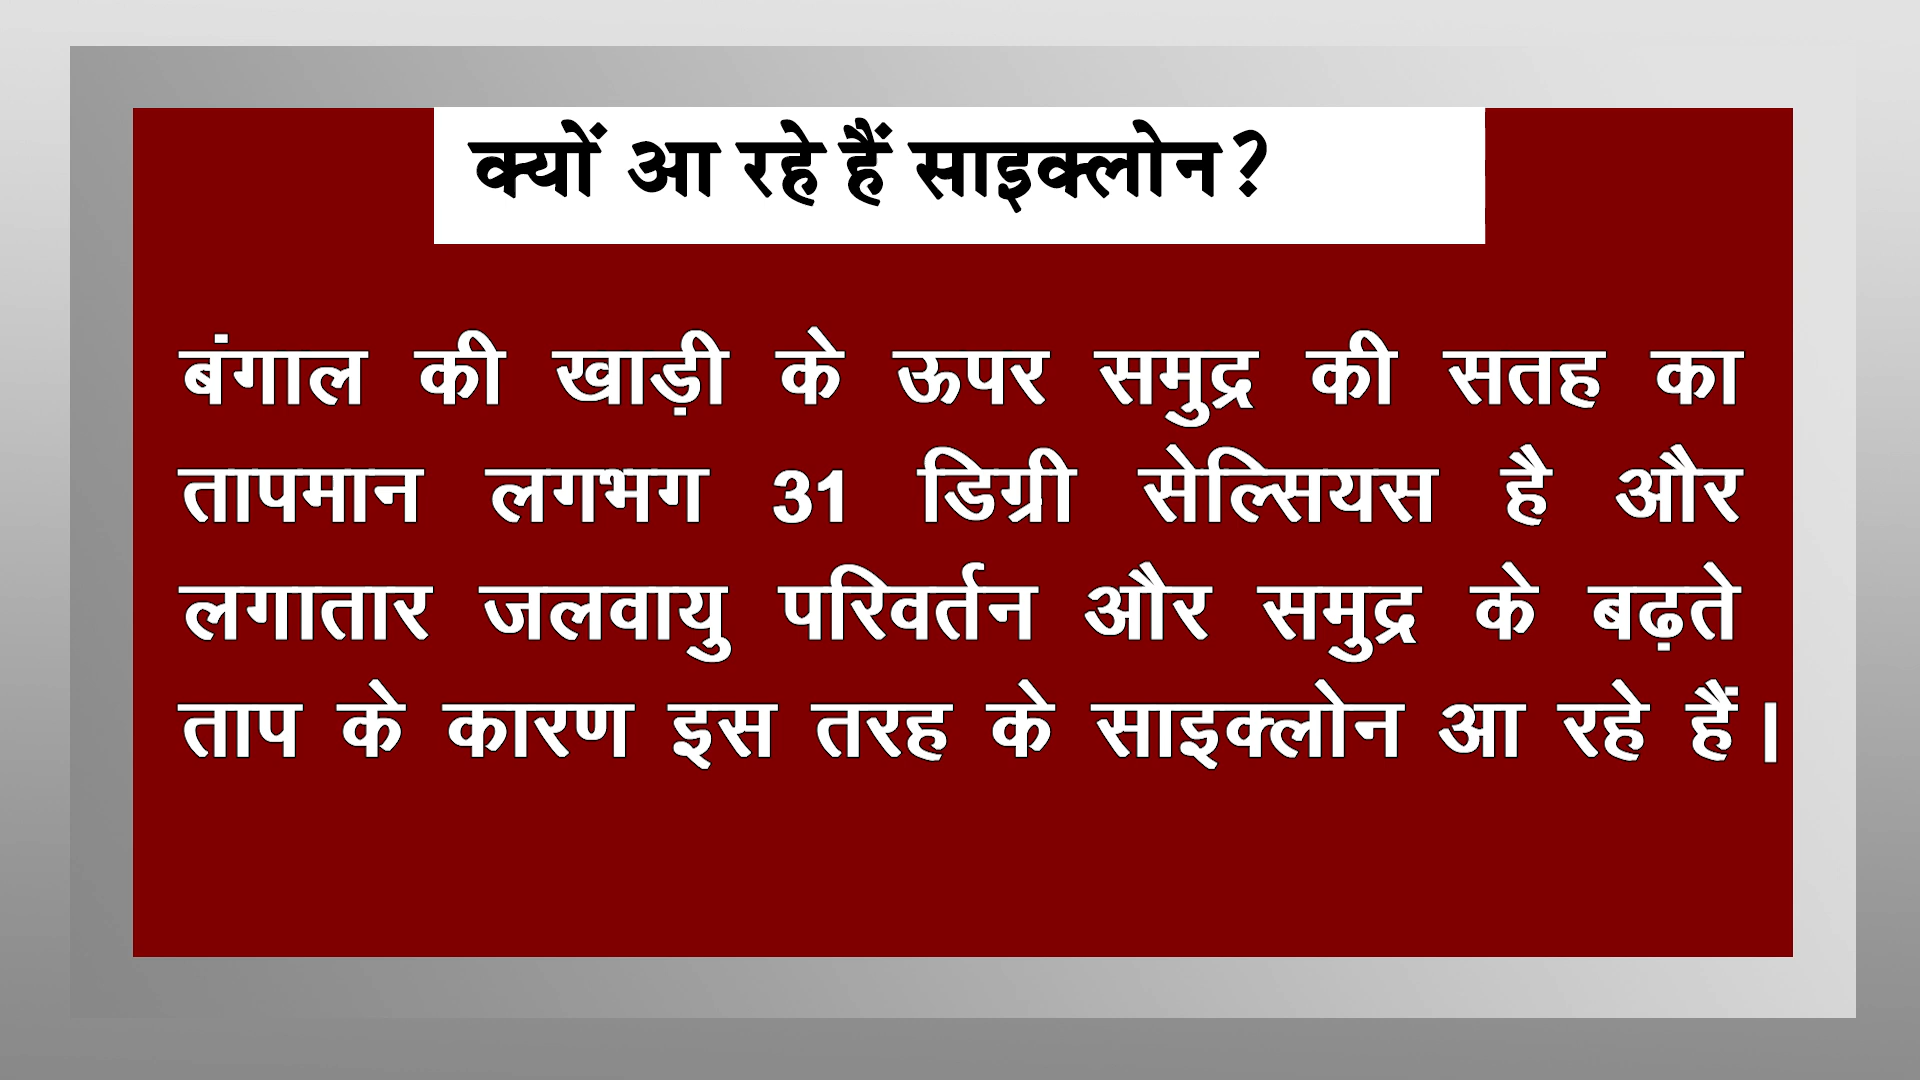 क्यों आ रहे हैं साइक्लोन?
बंगाल की खाड़ी के ऊपर समुद्र की सतह का
तापमान लगभग 31 डिग्री सेल्सियस है और
लगातार जलवायु परिवर्तन और समुद्र के बढ़ते
ताप के कारण इस तरह के साइक्लोन आ रहे हैं।